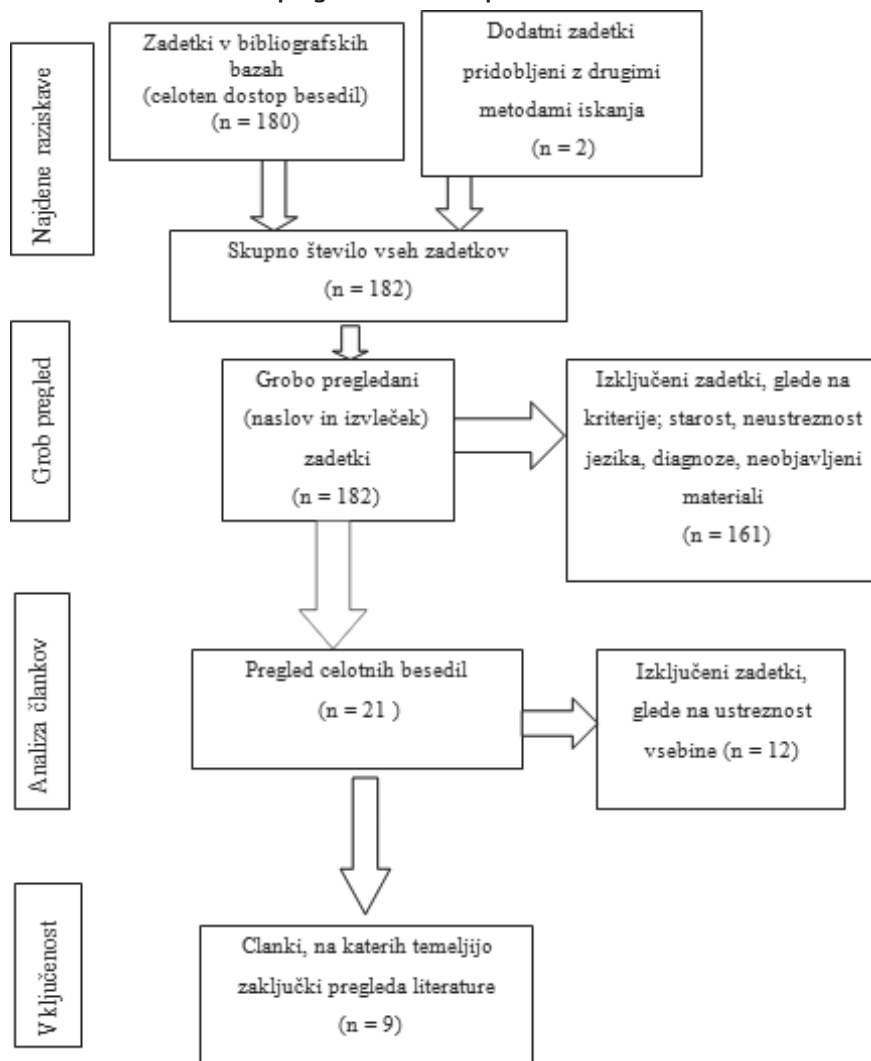 Najdene raziskave
Zadetki v bibliografskih
bazah
(celoten dostop besedil)
(n = 180)
Dodatni zadetki
pridobljeni z drugimi
metodami iskanja
(n = 2)
Skupno število vseh zadetkov
(n = 182)
Grob pregled
Grobo pregledani
(naslov in izvleček)
zadetki
(n = 182)
Izključeni zadetki, glede na
kriterije; starost, neustreznost
jezika, diagnoze, neobjavljeni
materiali
(n = 161)
Analiza člankov
Pregled celotnih besedil
(n = 21 )
Izključeni zadetki,
glede na ustreznost
vsebine (n = 12)
Vključenost
Clanki, na katerih temeljijo
zaključki pregleda literature
(n = 9)